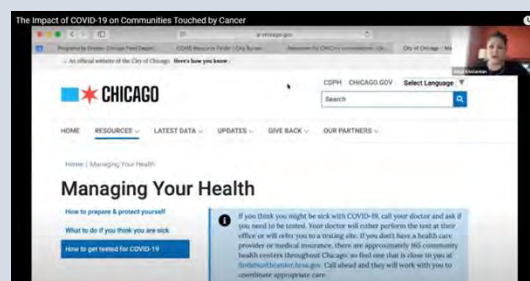 The Impact of COVID-19 on Communities Touched by Cancer
An official website of the City of Chicago Here's how you know
CHICAGO
CDPH CHICAGO.GOV Select Language
Search
HOME RESOURCES LATEST DATA UPDATES GIVE BACK OUR PARTNERS
Home | Managing Your Health
Managing Your Health
How to prepare & protect yourself
What to do if you think you are sick
How to get tested for COVID-19
If you think you might be sick with COVID-19, call your doctor and ask if
you need to be tested. Your doctor will either perform the test at their
office or will refer you to a testing site. If you don't have a health care
provider or medical insurance, there are approximately 165 community
health centers throughout Chicago so find one that is close to you at
findahealthcenter.hrsa.gov. Call ahead and they will work with you to
coordinate appropriate care.